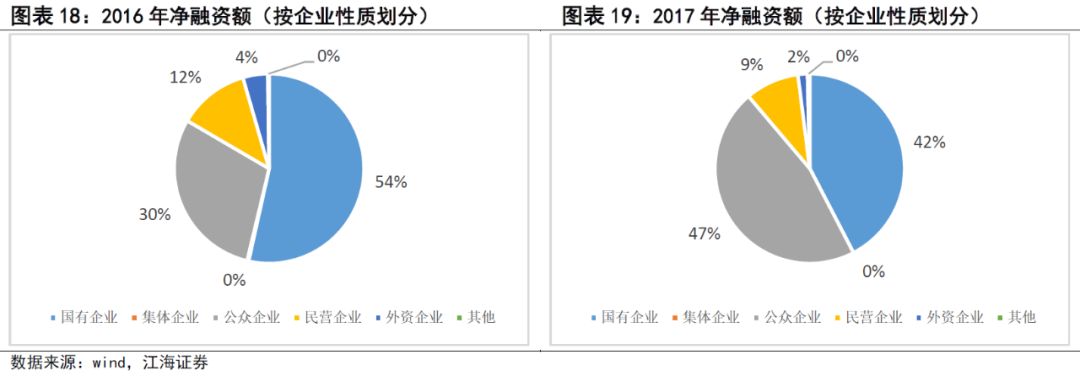 图表 18：2016 年净融资额（按企业性质划分）
4%
0%
12%
54%
30%
0%
国有企业 集体企业 公众企业 民营企业 外资企业 其他
图表 19：2017 年净融资额（按企业性质划分）
2%
0%
9%
42%
47%
0%
国有企业 集体企业 公众企业 民营企业 外资企业 其他
数据来源：wind，江海证券